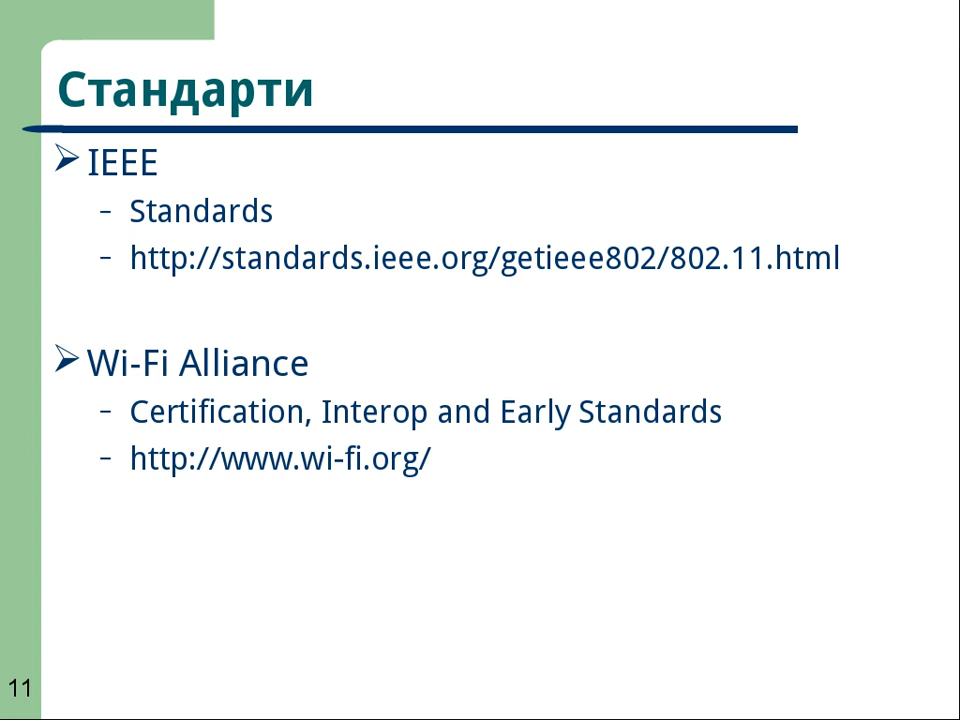 Стандарти
IEEE
– Standards
– http://standards.ieee.org/getieee802/802.11.html
Wi-Fi Alliance
– Certification, Interop and Early Standards
– http://www.wi-fi.org/
11